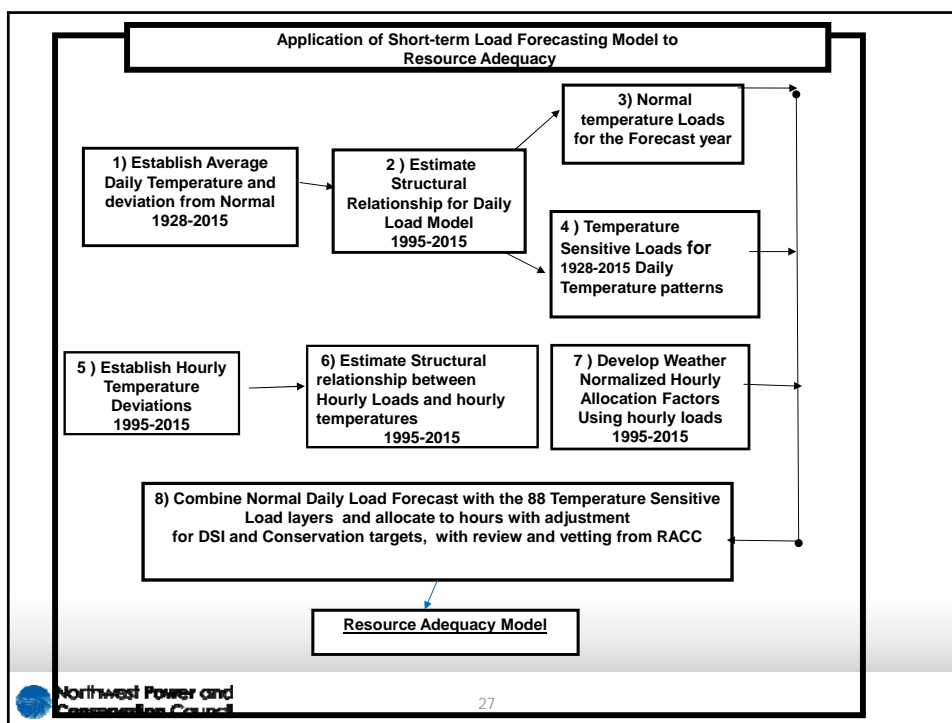 Application of Short-term Load Forecasting Model to
Resource Adequacy
1) Establish Average
Daily Temperature and
deviation from Normal
1928-2015
2 ) Estimate
Structural
Relationship for Daily
Load Model
1995-2015
3) Normal
temperature Loads
for the Forecast year
4 ) Temperature
Sensitive Loads for
1928-2015 Daily
Temperature patterns
5 ) Establish Hourly
Temperature
Deviations
1995-2015
6) Estimate Structural
relationship between
Hourly Loads and hourly
temperatures
1995-2015
7 ) Develop Weather
Normalized Hourly
Allocation Factors
Using hourly loads
1995-2015
8) Combine Normal Daily Load Forecast with the 88 Temperature Sensitive
Load layers and allocate to hours with adjustment
for DSI and Conservation targets, with review and vetting from RACC
Resource Adequacy Model
Northwest Power and
Conservation Council
27